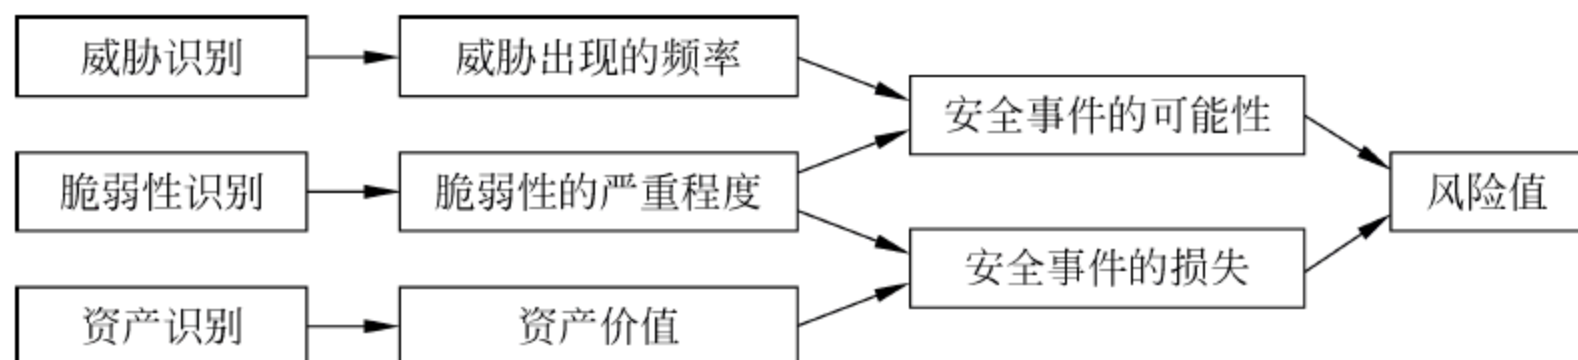 威胁识别
威胁出现的频率
安全事件的可能性
脆弱性识别
脆弱性的严重程度
风险值
安全事件的损失
资产识别
资产价值